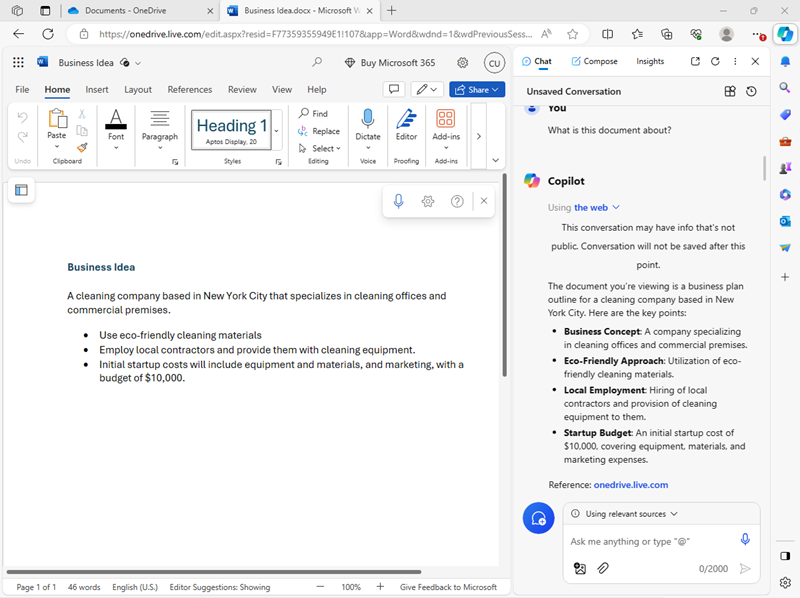 Documents - OneDrive
Business Idea.docx - Microsoft W
https://onedrive.live.com/edit.aspx?resid=F77359355949E1!107&app=Word&wdnd=1&wdPreviousSess...
Business Idea
Buy Microsoft 365
CU
File Home Insert Layout References Review View Help
Share
Paste
Font
Paragraph
Heading 1
Aptos Display, 20
Find
Replace
Select
Dictate
Editor
Add-ins
Undo
Clipboard
Styles
Editing
Voice
Proofing
Add-ins
Business Idea
A cleaning company based in New York City that specializes in cleaning offices and
commercial premises.
• Use eco-friendly cleaning materials
• Employ local contractors and provide them with cleaning equipment.
• Initial startup costs will include equipment and materials, and marketing, with a
budget of $10,000.
Page 1 of 1 46 words English (U.S.) Editor Suggestions: Showing 100% Give Feedback to Microsoft
Chat Compose Insights
Unsaved Conversation
You
What is this document about?
Copilot
Using the web
This conversation may have info that's not
public. Conversation will not be saved after this
point.
The document you're viewing is a business plan
outline for a cleaning company based in New
York City. Here are the key points:
• Business Concept: A company specializing
in cleaning offices and commercial premises.
• Eco-Friendly Approach: Utilization of eco-
friendly cleaning materials.
• Local Employment: Hiring of local
contractors and provision of cleaning
equipment to them.
• Startup Budget: An initial startup cost of
$10,000, covering equipment, materials, and
marketing expenses.
Reference: onedrive.live.com
Using relevant sources
Ask me anything or type "@"
0/2000